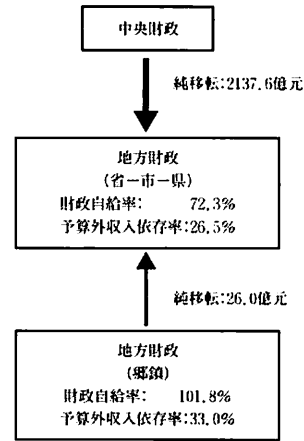 中央財政
純移転:2137.6億元
地方財政
(省ー市ー県)
財政自給率: 72.3%
予算外収入依存率:26.5%
純移転:26.0億元
地方財政
(郷鎮)
財政自給率: 101.8%
予算外収入依存率:33.0%